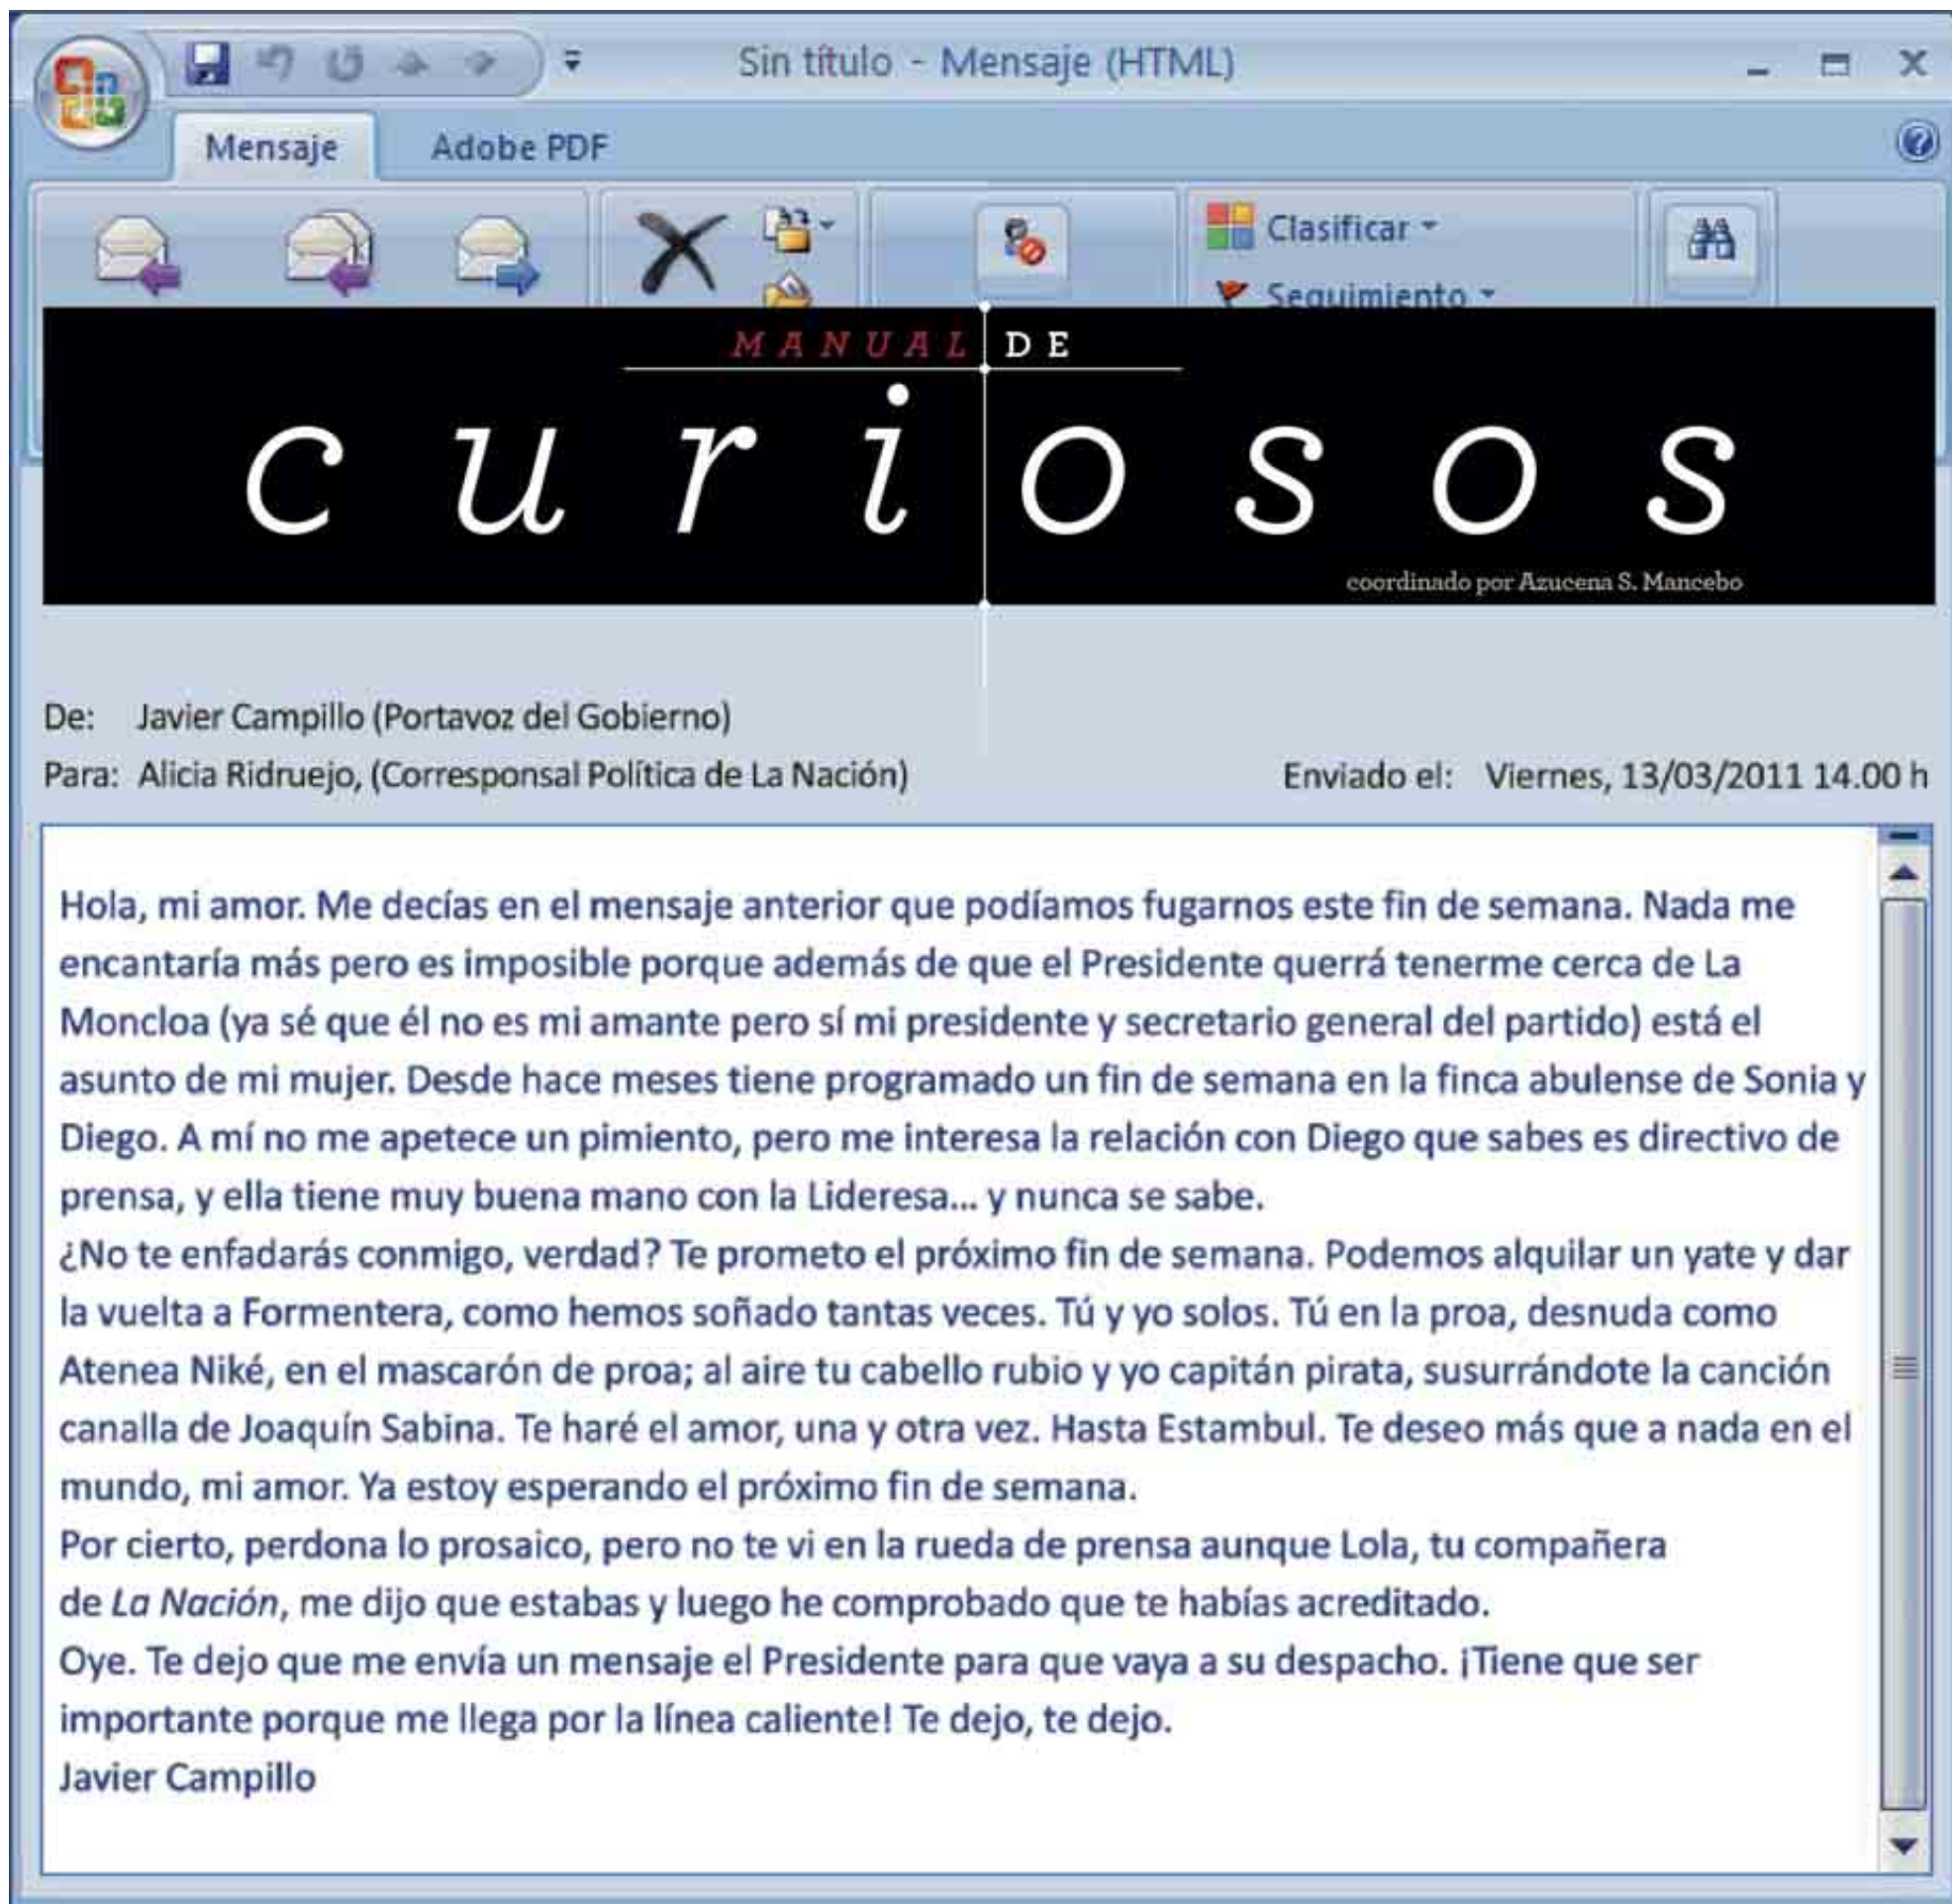 Sin título - Mensaje (HTML)
Mensaje Adobe PDF
Clasificar
Seguimiento
MANUAL DE
curiosos
coordinado por Azucena S. Mancebo
De: Javier Campillo (Portavoz del Gobierno)
Para: Alicia Ridruejo, (Corresponsal Política de La Nación) Enviado el: Viernes, 13/03/2011 14.00 h
Hola, mi amor. Me decías en el mensaje anterior que podíamos fugarnos este fin de semana. Nada me
encantaría más pero es imposible porque además de que el Presidente querrá tenerme cerca de La
Moncloa (ya sé que él no es mi amante pero sí mi presidente y secretario general del partido) está el
asunto de mi mujer. Desde hace meses tiene programado un fin de semana en la finca abulense de Sonia y
Diego. A mí no me apetece un pimiento, pero me interesa la relación con Diego que sabes es directivo de
prensa, y ella tiene muy buena mano con la Lideresa... y nunca se sabe.
¿No te enfadarás conmigo, verdad? Te prometo el próximo fin de semana. Podemos alquilar un yate y dar
la vuelta a Formentera, como hemos soñado tantas veces. Tú y yo solos. Tú en la proa, desnuda como
Atenea Niké, en el mascarón de proa; al aire tu cabello rubio y yo capitán pirata, susurrándote la canción
canalla de Joaquín Sabina. Te haré el amor, una y otra vez. Hasta Estambul. Te deseo más que a nada en el
mundo, mi amor. Ya estoy esperando el próximo fin de semana.
Por cierto, perdona lo prosaico, pero no te vi en la rueda de prensa aunque Lola, tu compañera
de La Nación, me dijo que estabas y luego he comprobado que te habías acreditado.
Oye. Te dejo que me envía un mensaje el Presidente para que vaya a su despacho. ¡Tiene que ser
importante porque me llega por la línea caliente! Te dejo, te dejo.
Javier Campillo